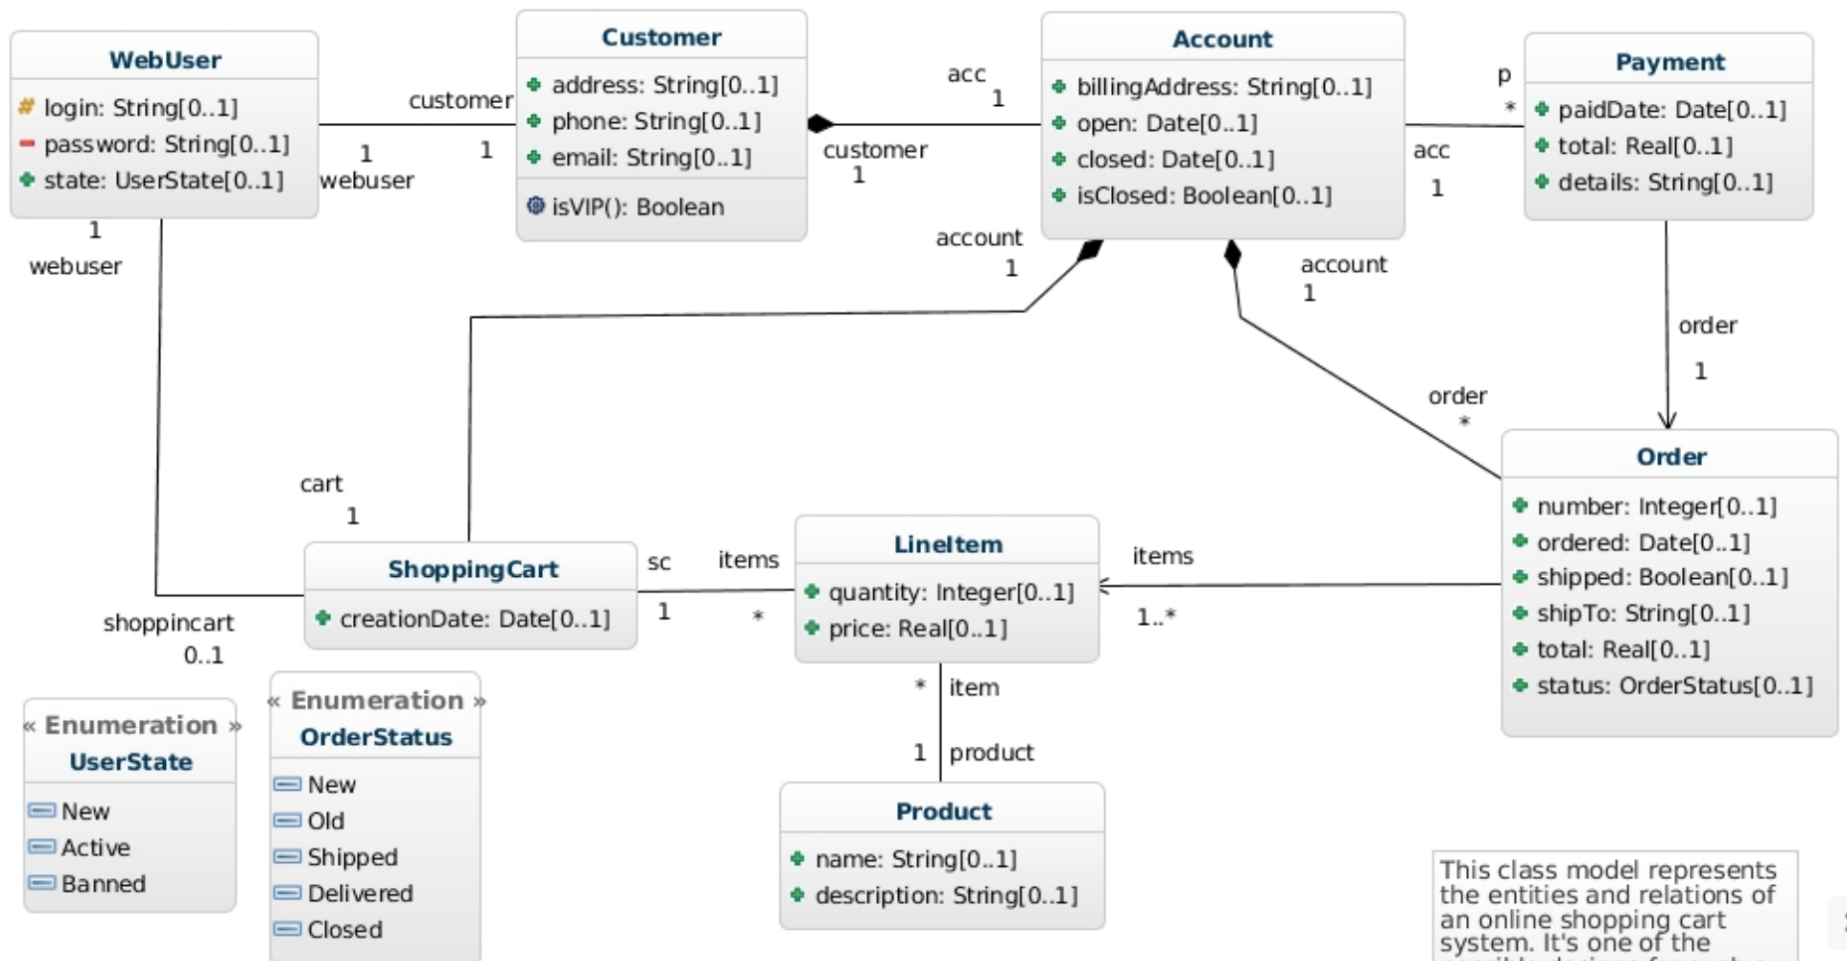 WebUser
login: String[0..1]
password: String[0..1]
state: UserState[0..1]
customer
1
1
webuser
Customer
address: String[0..1]
phone: String[0..1]
email: String[0..1]
isVIP(): Boolean
acc
1
customer
1
Account
billingAddress: String[0..1]
open: Date[0..1]
closed: Date[0..1]
isClosed: Boolean[0..1]
p
*
acc
1
Payment
paidDate: Date[0..1]
total: Real[0..1]
details: String[0..1]
1
webuser
account
1
account
1
order
1
order
*
cart
1
shoppincart
0..1
ShoppingCart
creationDate: Date[0..1]
sc
items
1
*
LineItem
quantity: Integer[0..1]
price: Real[0..1]
items
1..*
Order
number: Integer[0..1]
ordered: Date[0..1]
shipped: Boolean[0..1]
shipTo: String[0..1]
total: Real[0..1]
status: OrderStatus[0..1]
* item
1 product
Product
name: String[0..1]
description: String[0..1]
« Enumeration »
UserState
New
Active
Banned
« Enumeration »
OrderStatus
New
Old
Shipped
Delivered
Closed
This class model represents
the entities and relations of
an online shopping cart
system. It's one of the